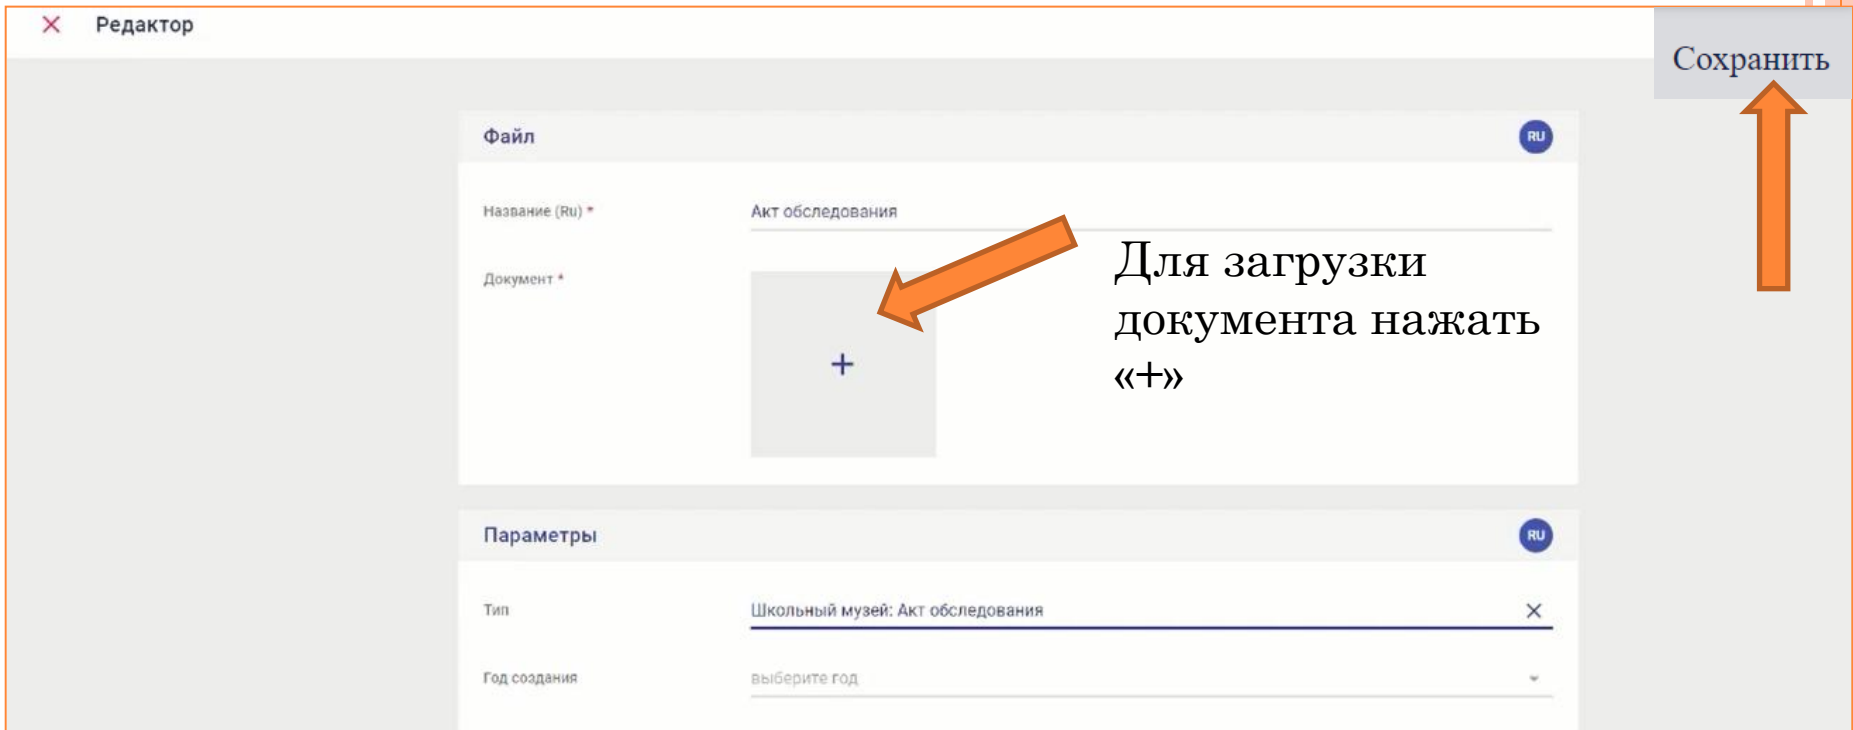 Редактор
Сохранить
Файл
RU
Название (Ru) *
Акт обследования
Документ *
+
Для загрузки
документа нажать
«+»
Параметры
RU
Тип
Школьный музей: Акт обследования
Год создания
выберите год